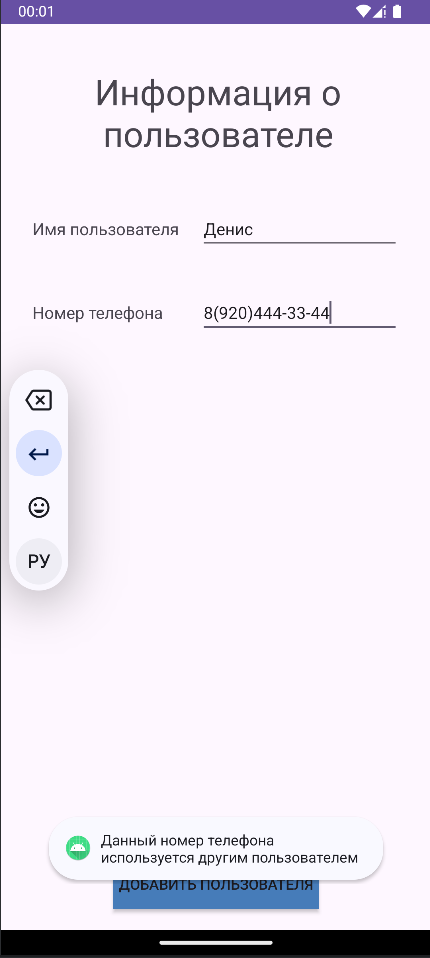 00:01
Информация о
пользователе
Имя пользователя Денис
Номер телефона 8(920)444-33-44
РУ
Данный номер телефона
используется другим пользователем
ДОБАВИТЬ ПОЛЬЗОВАТЕЛЯ